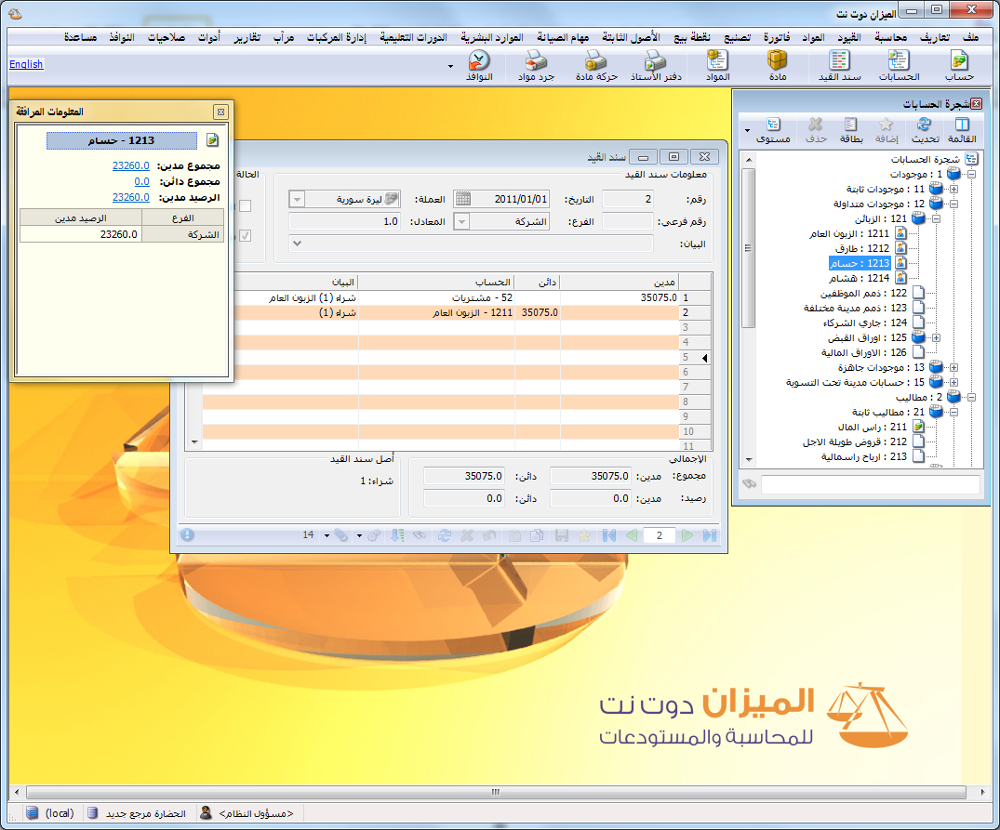 الميزان دوت نت
ملف تعاريف محاسبة القيود المواد فاتورة تصنيع نقطة بيع الأصول الثابتة مهام الصيانة الموارد البشرية الدورات التعليمية إدارة المركبات مرآب تقارير أدوات صلاحيات النوافذ مساعدة
حساب الحسابات سند القيد مادة المواد دفتر الأستاذ حركة مادة جرد مواد النوافذ
English
شجرة الحسابات
القائمة تحديث إضافة بطاقة حذف مستوى
شجرة الحسابات
1 : موجودات
11 : موجودات ثابتة
12 : موجودات متداولة
121 : الزبائن
1211 : الزبون العام
1212 : طارف
1213 : حسام
1214 : هشام
122 : ذمم الموظفين
123 : ذمم مدينة مختلفة
124 : جاري الشركاء
125 : اوراق القبض
126 : الاوراق المالية
13 : موجودات جاهزة
15 : حسابات مدينة تحت التسوية
2 : مطاليب
21 : مطاليب ثابتة
211 : راس المال
212 : قروض طويلة الاجل
213 : ارباح راسمالية
سند القيد
معلومات سند القيد
الحالة
رقم: 2 التاريخ: 2011/01/01 العملة: ليرة سورية
رقم فرعي: الفرع: الشركة المعادل: 1.0
البيان:
مدين دائن الحساب البيان
1 35075.0 52 - مشتريات شراء (1) الزبون العام
2 35075.0 1211 - الزبون العام شراء (1)
3
4
5
6
7
8
9
10
11
الإجمالي
مجموع: مدين: 35075.0 دائن: 35075.0
رصيد: مدين: 0.0 دائن: 0.0
أصل سند القيد
شراء: 1
2
14
المعلومات المرافقة
1213 - حسام
مجموع مدين: 23260.0
مجموع دائن: 0.0
الرصيد مدين: 23260.0
الفرع الرصيد مدين
الشركة 23260.0
الميزان دوت نت
للمحاسبة والمستودعات
(local) الحضارة مرجع جديد <مسؤول النظام>